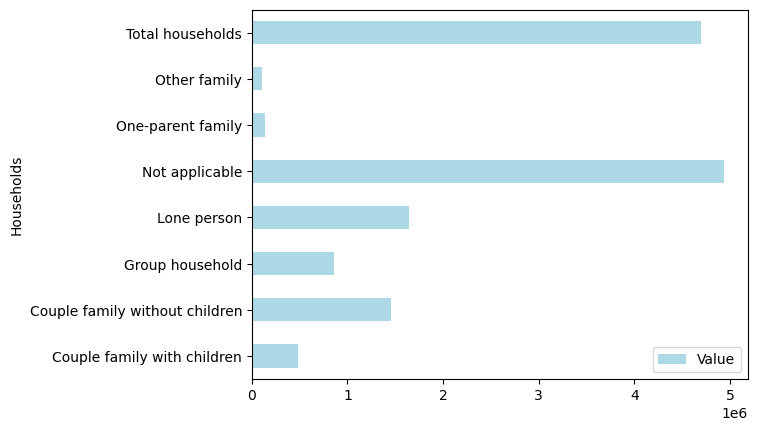 Total households
Other family
One-parent family
Not applicable
Lone person
Group household
Couple family without children
Couple family with children
Households
Value
0 1 2 3 4 5
1e6